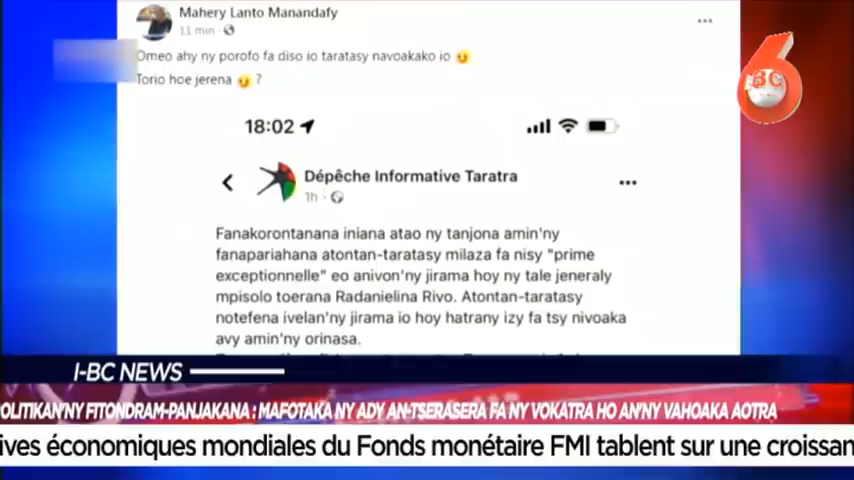 Mahery Lanto Manandafy
11 min
Omeo ahy ny porofo fa diso io taratasy navoakako io
Torio hoe jerena ?
BC
18:02
Dépêche Informative Taratra
1h
Fanakorontanana iniana atao ny tanjona amin'ny
fanapariahana atontan-taratasy milaza fa nisy "prime
exceptionnelle" eo anivon'ny jirama hoy ny tale jeneraly
mpisolo toerana Radanielina Rivo. Atontan-taratasy
notefena ivelan'ny jirama io hoy hatrany izy fa tsy nivoaka
avy amin'ny orinasa.
I-BC NEWS
OLITIKAN'NY FITONDRAM-PANJAKANA : MAFOTAKA NY ADY AN-TSERASERA FA NY VOKATRA HO AN'NY VAHOAKA AOTRA
ives économiques mondiales du Fonds monétaire FMI tablent sur une croissan